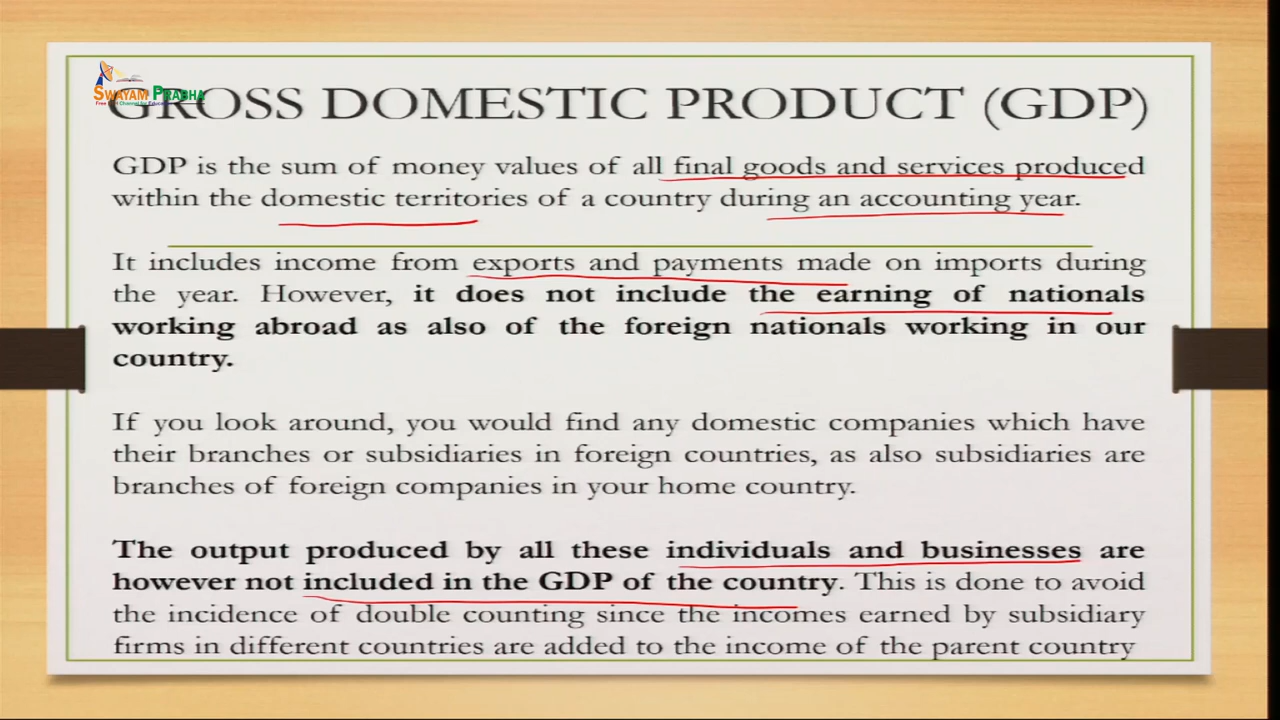 SWAYAM PRABHA
GROSS DOMESTIC PRODUCT (GDP)
GDP is the sum of money values of all final goods and services produced
within the domestic territories of a country during an accounting year.
It includes income from exports and payments made on imports during
the year. However, it does not include the earning of nationals
working abroad as also of the foreign nationals working in our
country.
If you look around, you would find any domestic companies which have
their branches or subsidiaries in foreign countries, as also subsidiaries are
branches of foreign companies in your home country.
The output produced by all these individuals and businesses are
however not included in the GDP of the country. This is done to avoid
the incidence of double counting since the incomes earned by subsidiary
firms in different countries are added to the income of the parent country